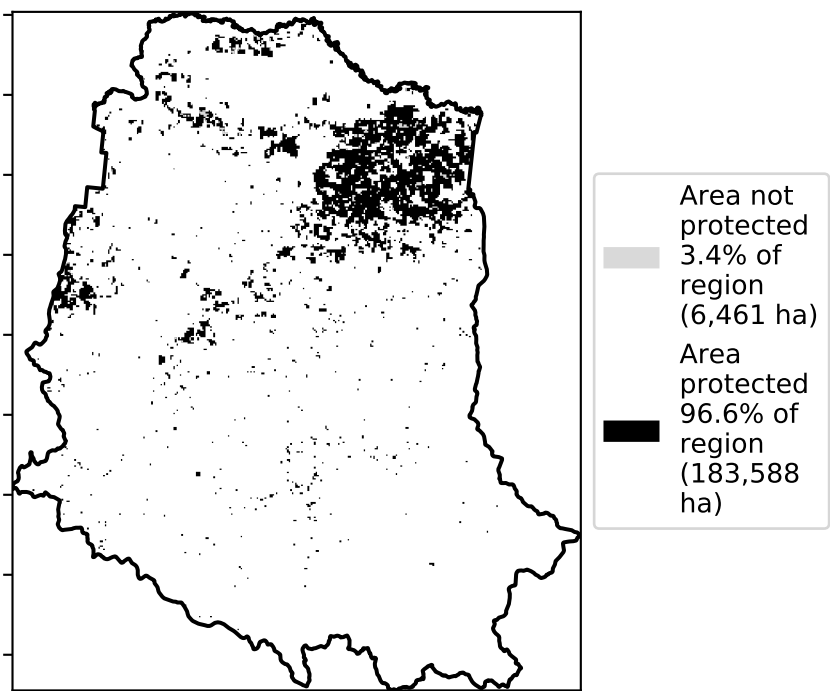 Area not
protected
3.4% of
region
(6,461 ha)
Area
protected
96.6% of
region
(183,588
ha)